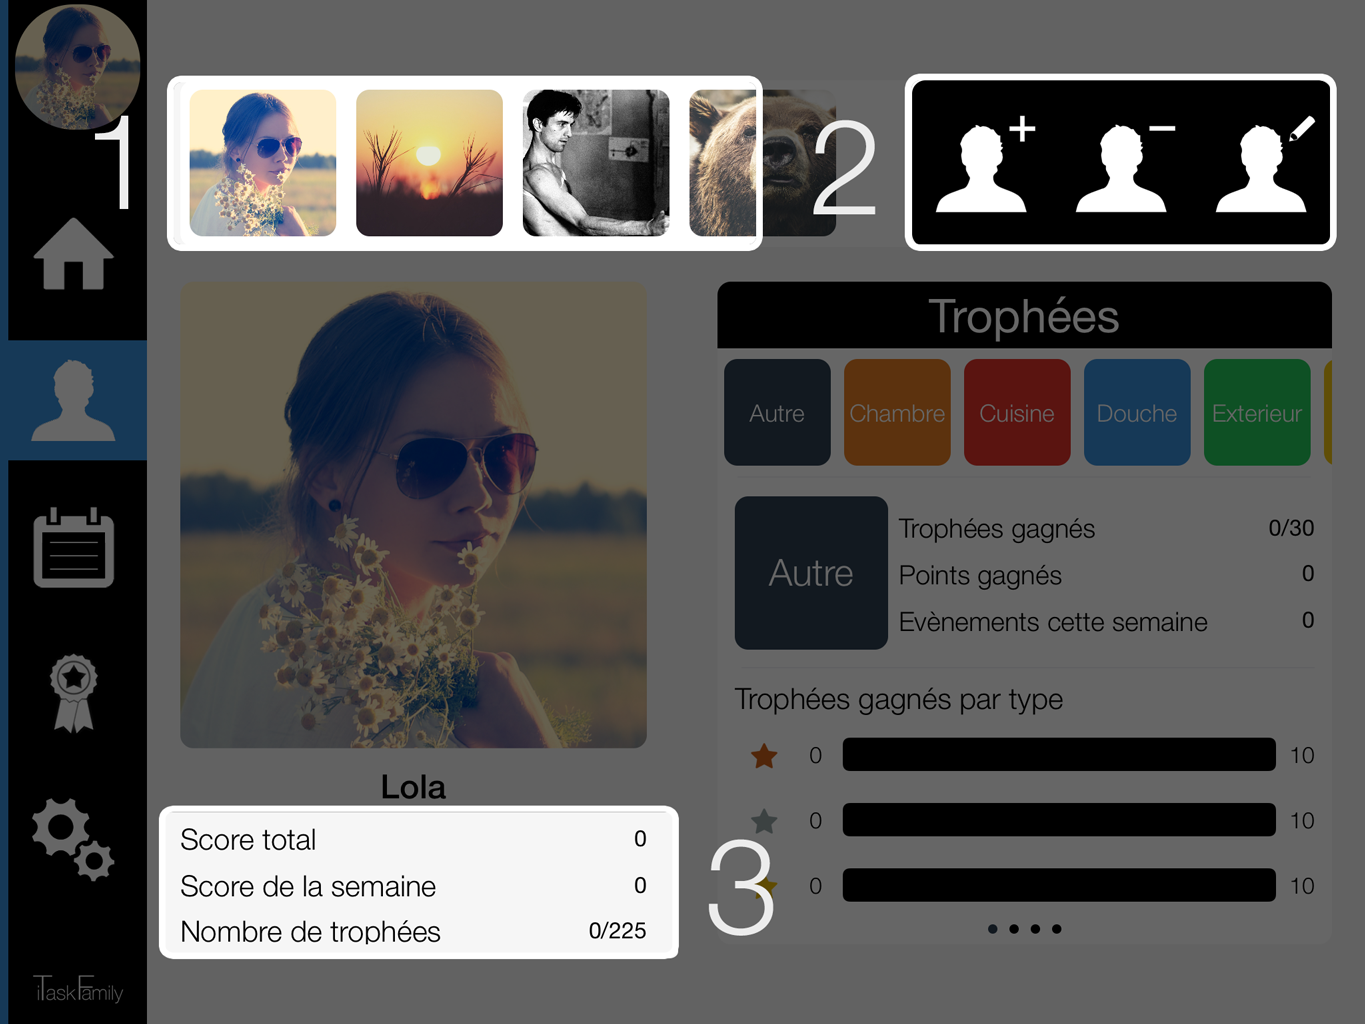 1
2
Trophées
Autre
Chambre
Cuisine
Douche
Exterieur
Autre
Trophées gagnés 0/30
Points gagnés 0
Evènements cette semaine 0
Trophées gagnés par type
0 10
0 10
0 10
Lola
Score total 0
Score de la semaine 0
Nombre de trophées 0/225
3
iTaskFamily